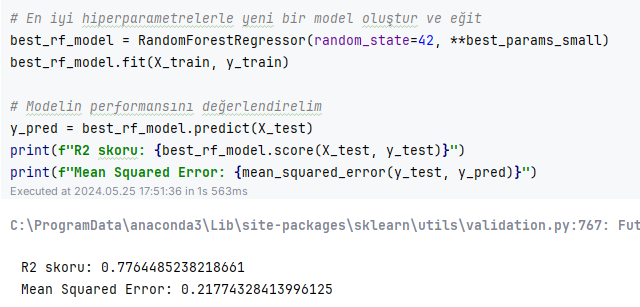 # En iyi hiperparametrelerle yeni bir model oluştur ve eğit
best_rf_model = RandomForestRegressor(random_state=42, **best_params_small)
best_rf_model.fit(X_train, y_train)
# Modelin performansını değerlendirelim
y_pred = best_rf_model.predict(X_test)
print(f"R2 skoru: {best_rf_model.score(X_test, y_test)}")
print(f"Mean Squared Error: {mean_squared_error(y_test, y_pred)}")
Executed at 2024.05.25 17:51:36 in 1s 563ms
C:\ProgramData\anaconda3\Lib\site-packages\sklearn\utils\validation.py:767: Fut
R2 skoru: 0.7764485238218661
Mean Squared Error: 0.21774328413996125